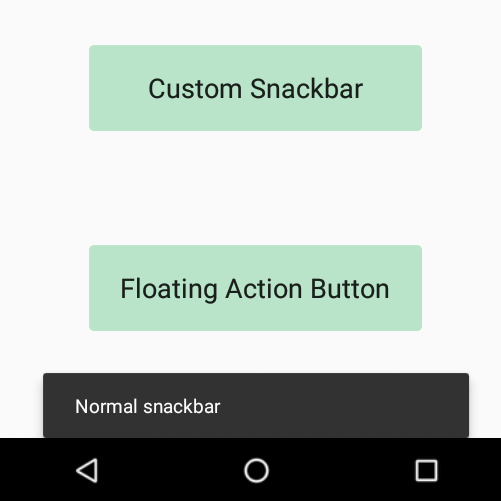 Custom Snackbar
Floating Action Button
Normal snackbar